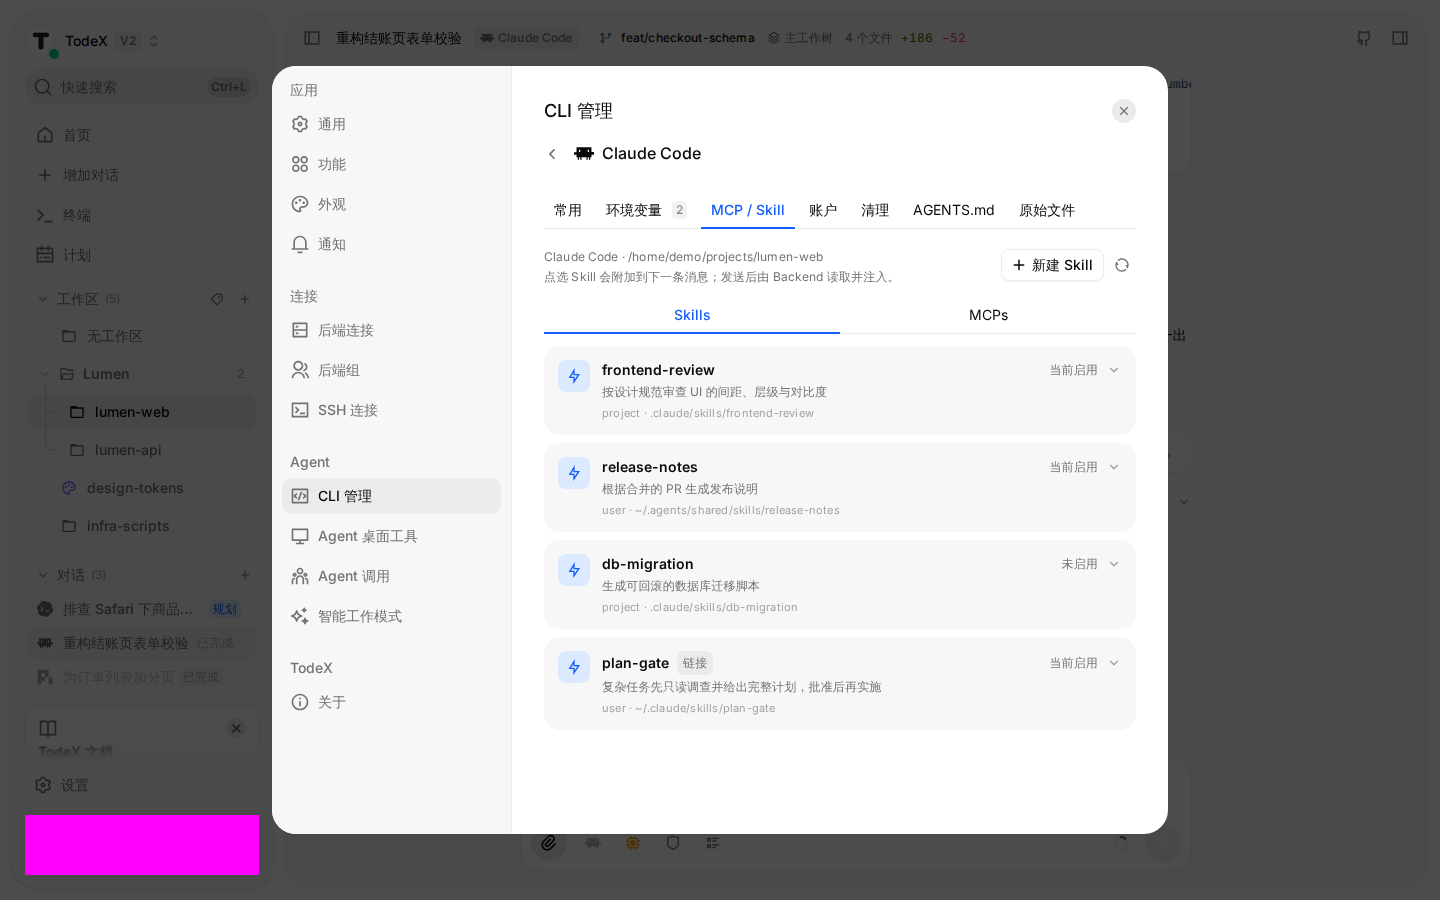 TodeX V2
快速搜索 Ctrl+L
首页
增加对话
终端
计划
工作区 (5)
无工作区
Lumen 2
lumen-web
lumen-api
design-tokens
infra-scripts
对话 (3)
排查 Safari 下商品... 规划
重构结账页表单校验 已完成
为订单列表加分页 已完成
TodeX 文档
设置
重构结账页表单校验 Claude Code feat/checkout-schema 主工作树 4 个文件 +186 −52
应用
通用
功能
外观
通知
连接
后端连接
后端组
SSH 连接
Agent
CLI 管理
Agent 桌面工具
Agent 调用
智能工作模式
TodeX
关于
CLI 管理
Claude Code
常用 环境变量 2 MCP / Skill 账户 清理 AGENTS.md 原始文件
Claude Code · /home/demo/projects/lumen-web
点选 Skill 会附加到下一条消息；发送后由 Backend 读取并注入。
新建 Skill
Skills MCPs
frontend-review 当前启用
按设计规范审查 UI 的间距、层级与对比度
project · .claude/skills/frontend-review
release-notes 当前启用
根据合并的 PR 生成发布说明
user · ~/.agents/shared/skills/release-notes
db-migration 未启用
生成可回滚的数据库迁移脚本
project · .claude/skills/db-migration
plan-gate 链接 当前启用
复杂任务先只读调查并给出完整计划，批准后再实施
user · ~/.claude/skills/plan-gate